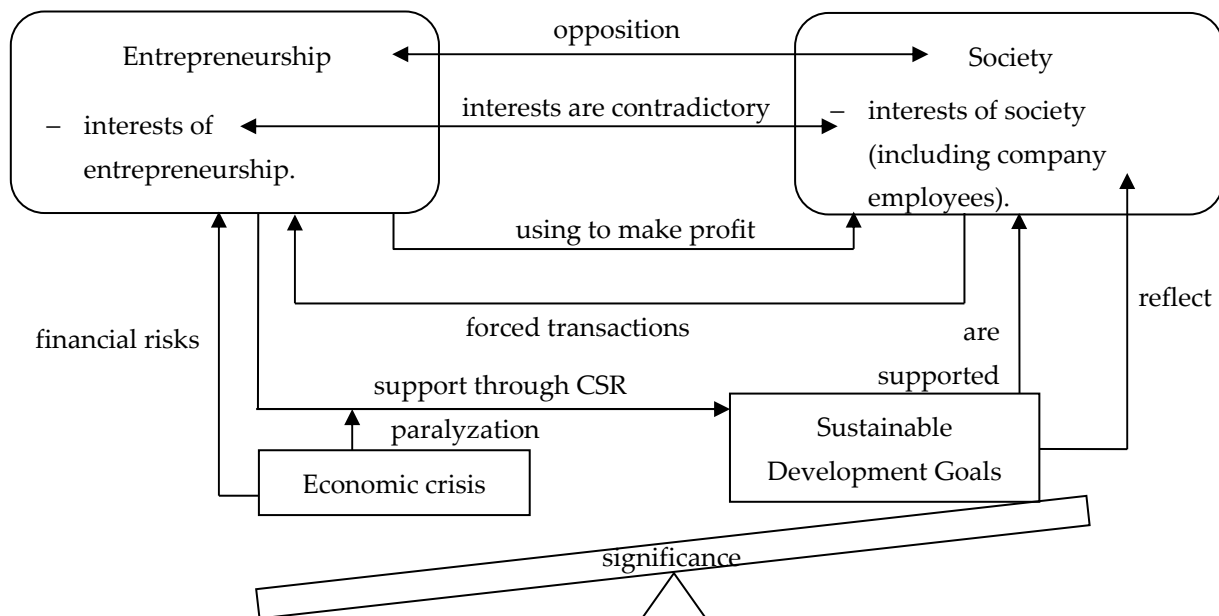 opposition
Entrepreneurship
Society
interests are contradictory
– interests of
entrepreneurship.
– interests of society
(including company
employees).
using to make profit
reflect
financial risks
forced transactions
are
supported
support through CSR
paralyzation
Sustainable
Development Goals
Economic crisis
significance